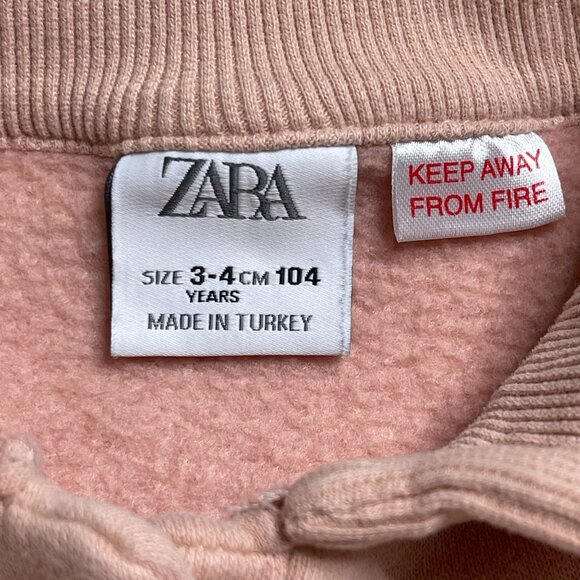 ZARA
SIZE 3-4 CM 104
YEARS
MADE IN TURKEY
KEEP AWAY
FROM FIRE